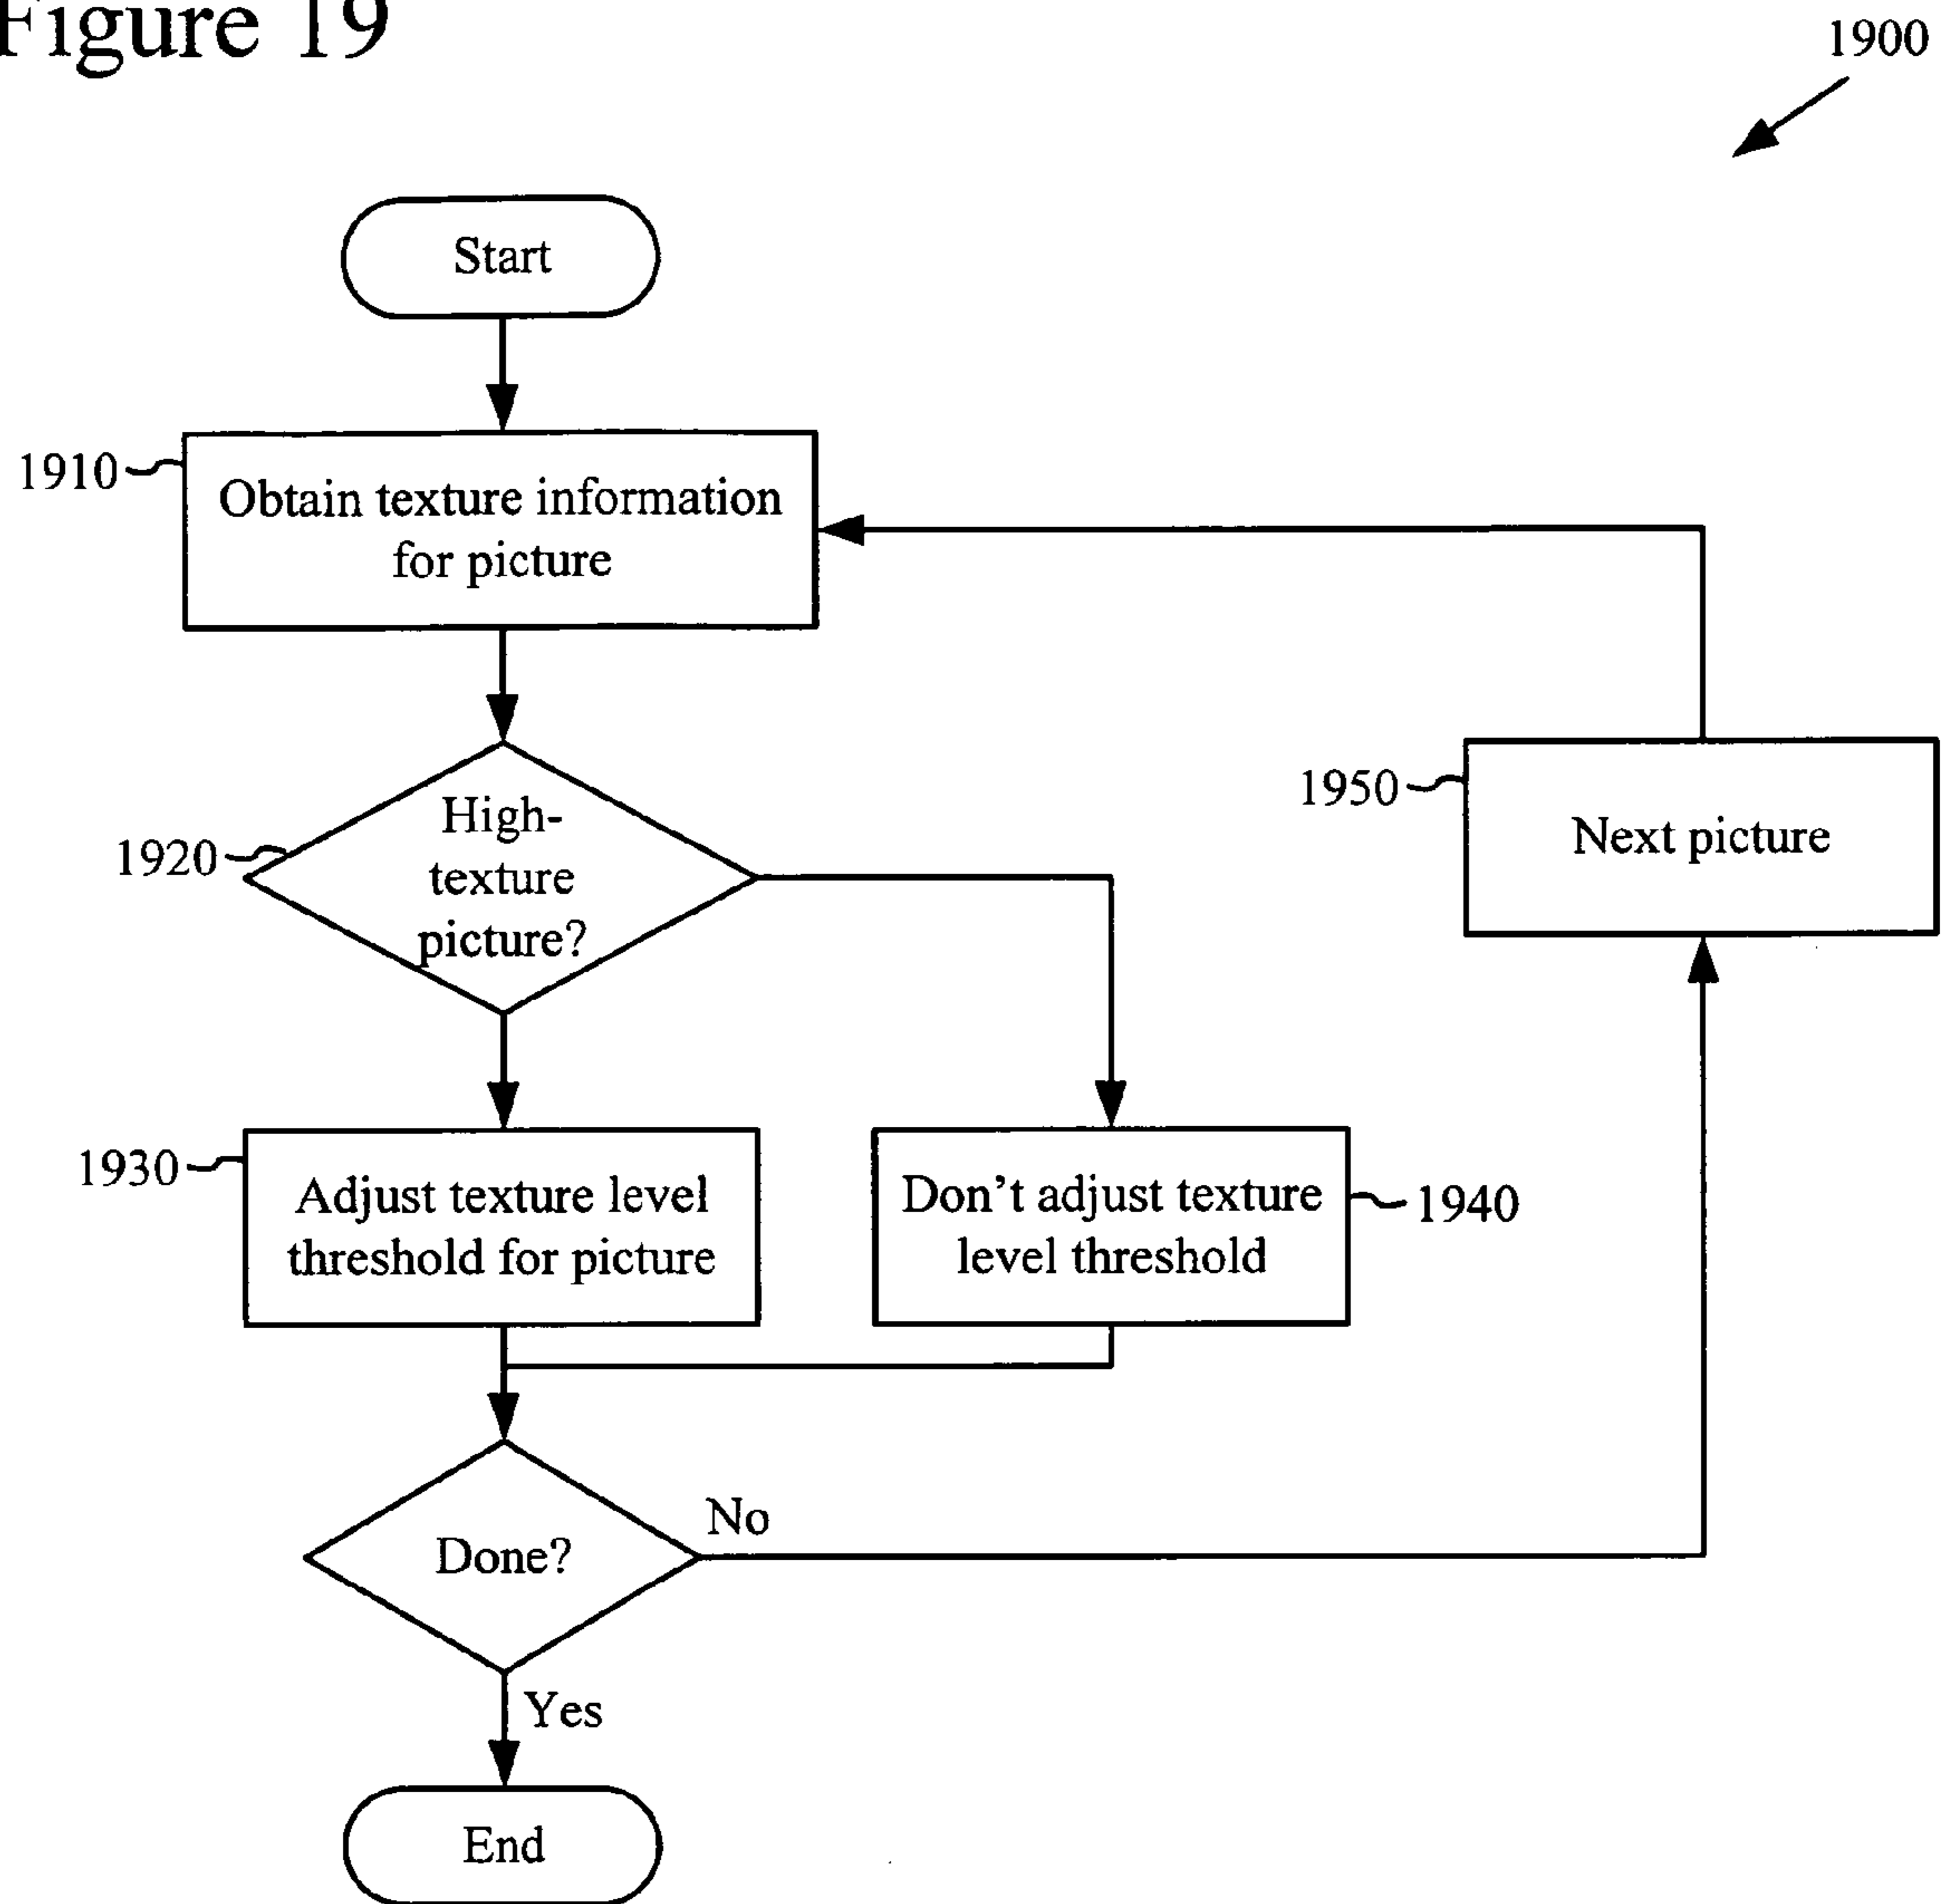 Figure 19
1900
Start
1910
Obtain texture information
for picture
1920
High-
texture
picture?
1950
Next picture
1930
Adjust texture level
threshold for picture
Don't adjust texture
level threshold
1940
Done?
No
Yes
End